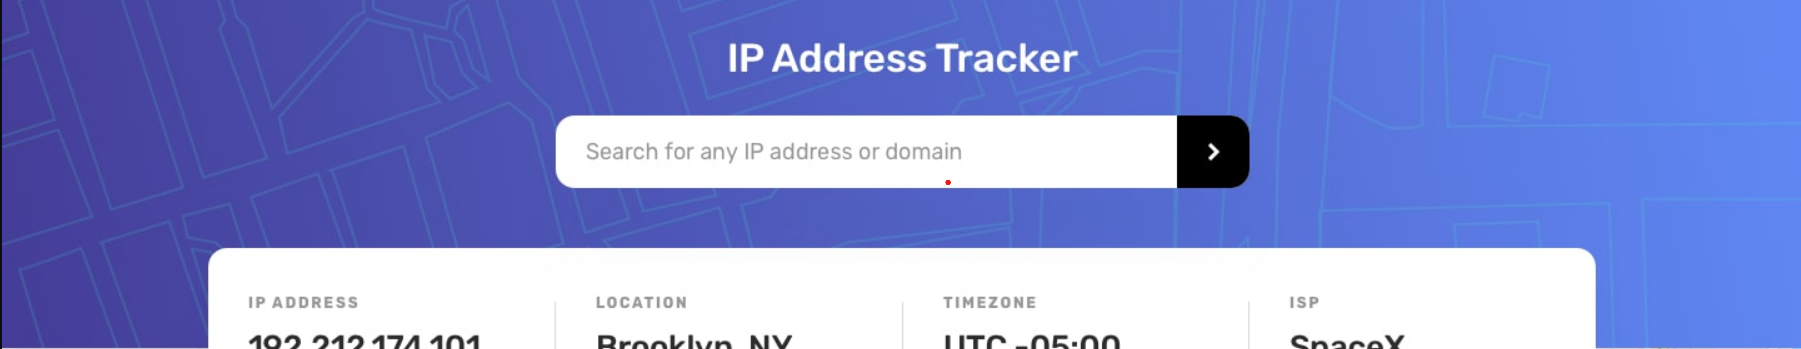 IP Address Tracker
Search for any IP address or domain
IP ADDRESS
LOCATION
TIMEZONE
ISP
192.212.174.101
Brooklyn, NY
UTC -05:00
SpaceX